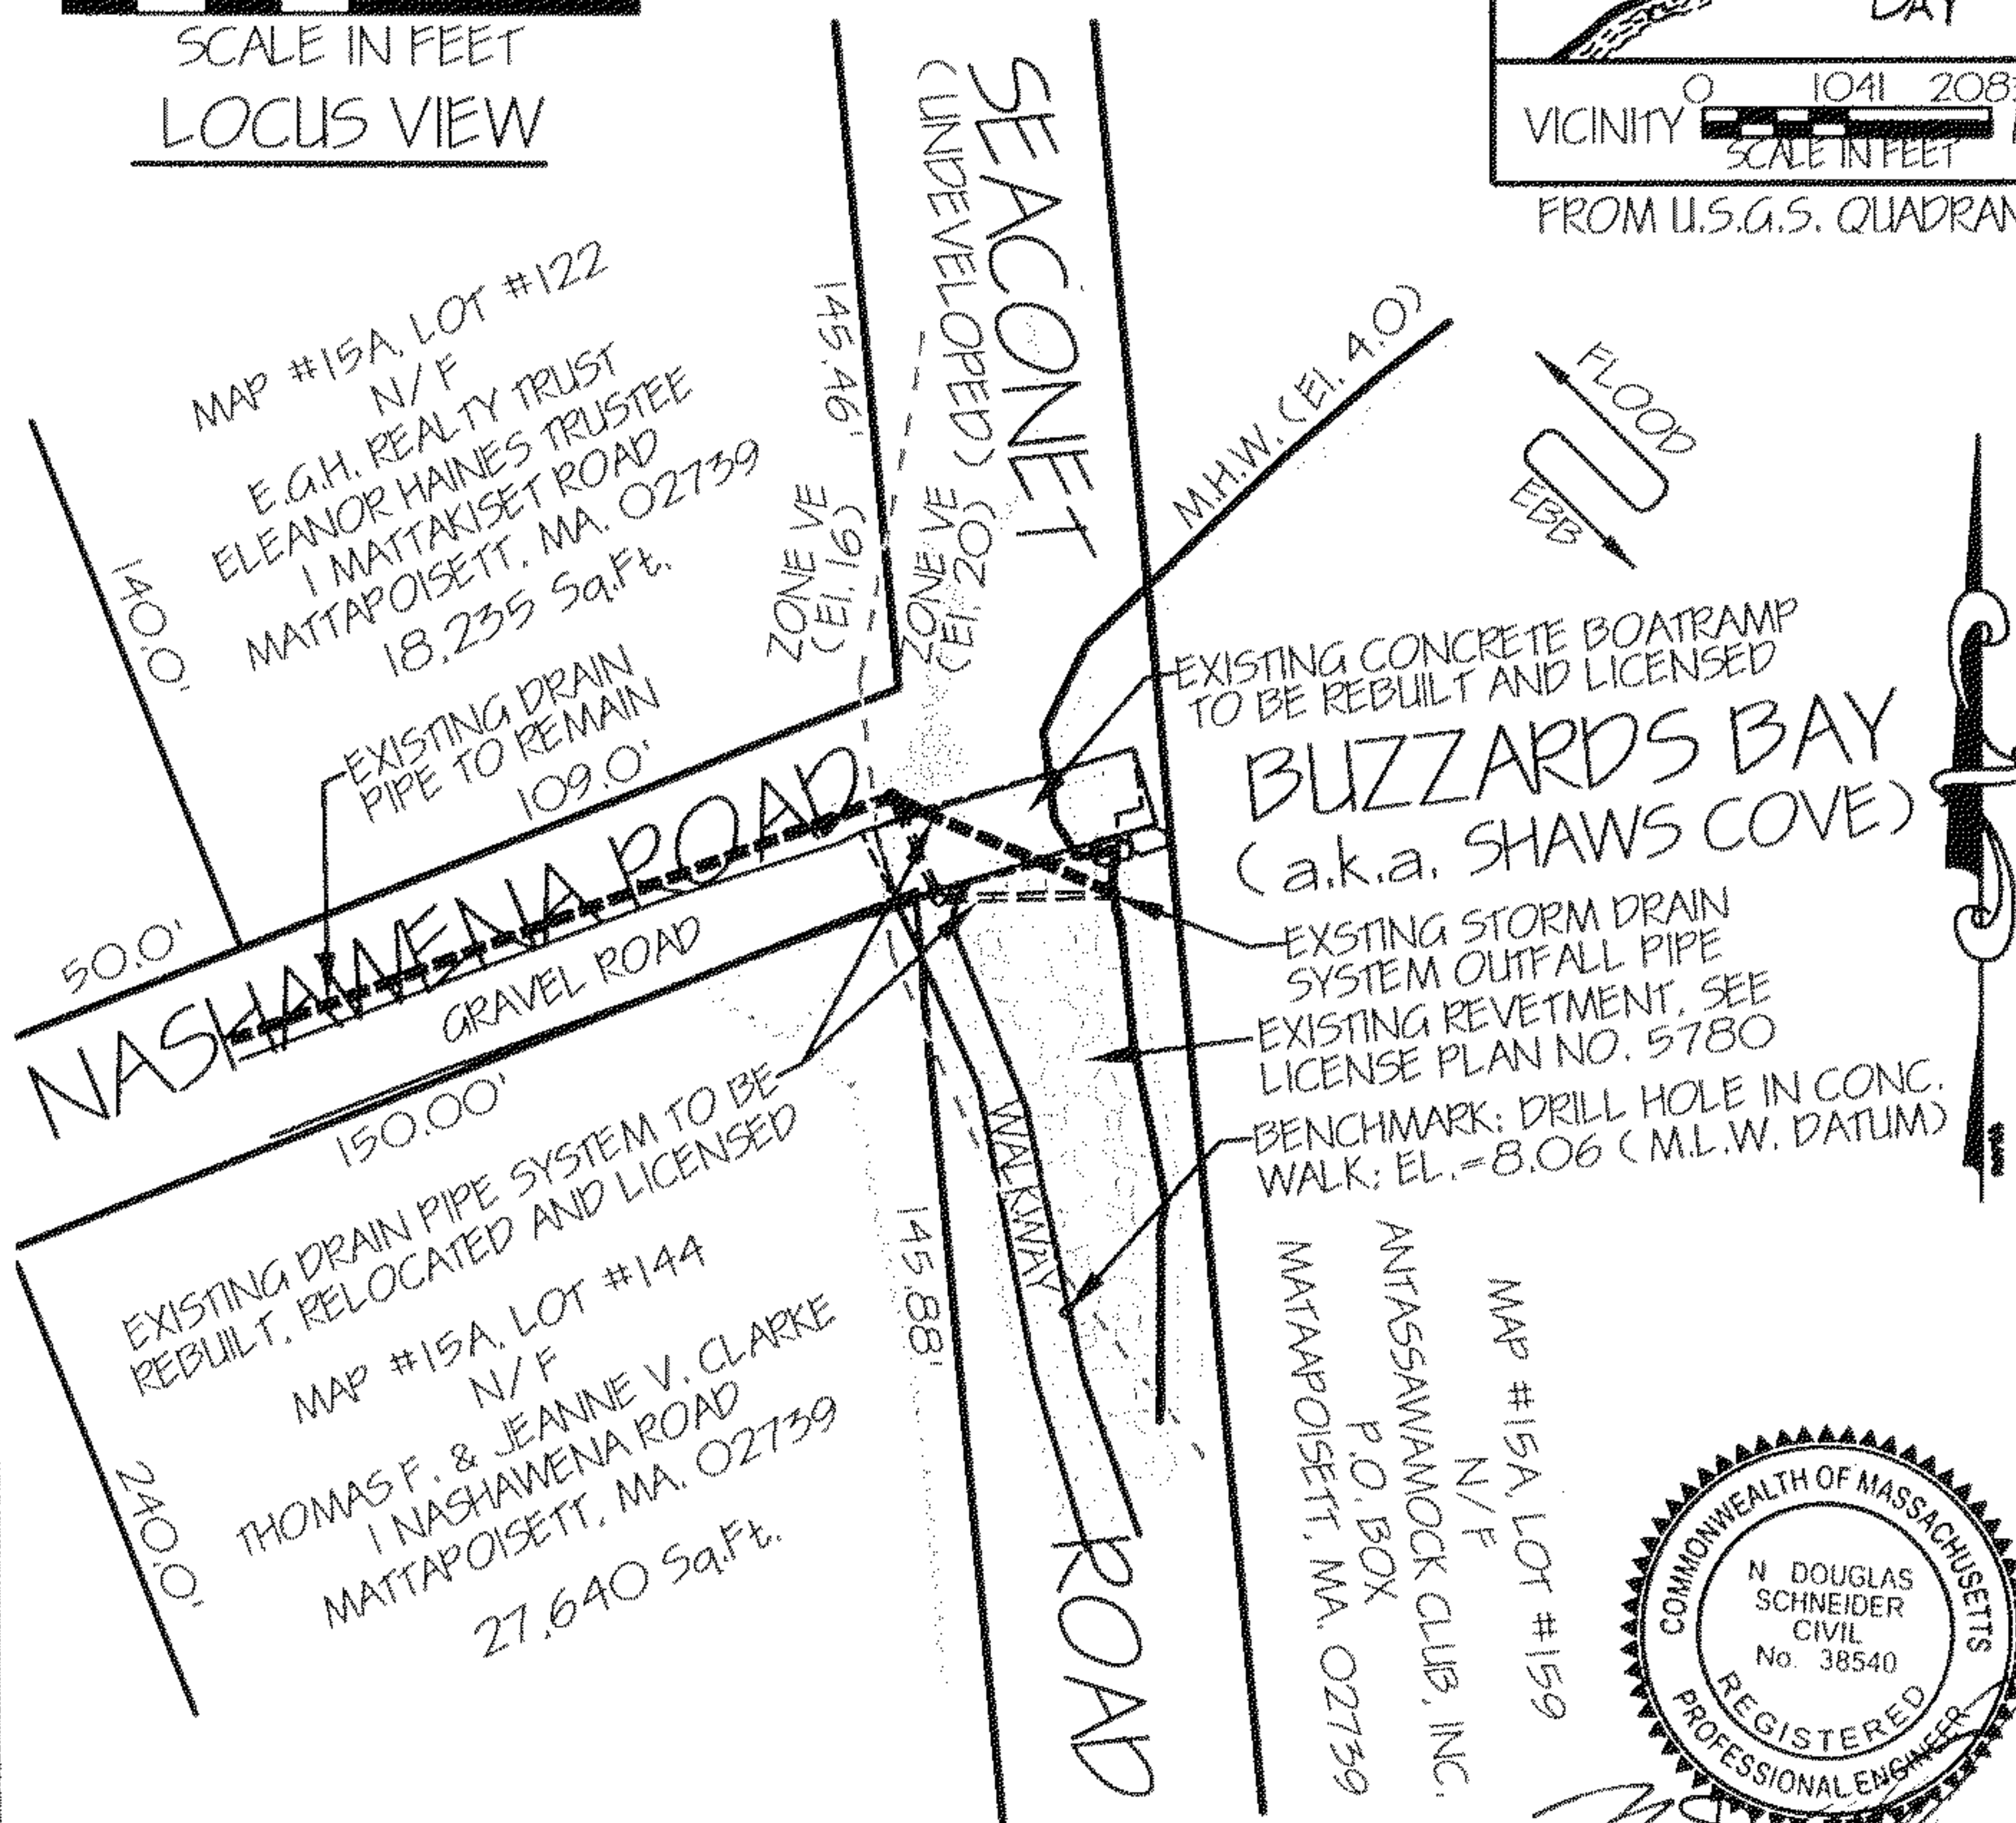 SCALE IN FEET
LOCUS VIEW
0 1041
VICINITY
SCALE IN FEET
FROM U.S.G.S.
SEACONET
(UNDEVELOPED)
145.46'
MAP #15A, LOT #122
N/F
E.G.H. REALTY TRUST
ELEANOR HAINES TRUSTEE
1 MATTAKISET ROAD
MATTAPOISETT, MA. 02739
18,235 Sq.Ft.
140.0'
ZONE VE
(El. 19)
ZONE VE
(El. 20)
M.H.W. (El. 4.0)
FLOOD
EBB
EXISTING DRAIN
PIPE TO REMAIN
109.0'
EXISTING CONCRETE BOATRAMP
TO BE REBUILT AND LICENSED
BUZZARDS BAY
(a.k.a. SHAWS COVE)
50.0'
NASHAWENA ROAD
GRAVEL ROAD
150.00'
EXSTING STORM DRAIN
SYSTEM OUTFALL PIPE
EXISTING REVETMENT, SEE
LICENSE PLAN NO. 5780
BENCHMARK: DRILL HOLE IN CONC.
WALK: EL.=8.06 (M.L.W. DATUM)
WALKWAY
EXISTING DRAIN PIPE SYSTEM TO BE
REBUILT, RELOCATED AND LICENSED
145.88'
MAP #15A, LOT #144
N/F
THOMAS F. & JEANNE V. CLARKE
1 NASHAWENA ROAD
MATTAPOISETT, MA. 02739
27,640 Sq.Ft.
240.0'
ROAD
MAP #15A, LOT #159
N/F
ANTASSAWAMOCK CLUB, INC.
P.O. BOX
MATAAPOISETT, MA. 02739
COMMONWEALTH OF MASSACHUSETTS
N DOUGLAS
SCHNEIDER
CIVIL
No. 38540
REGISTERED
PROFESSIONAL ENGINEER